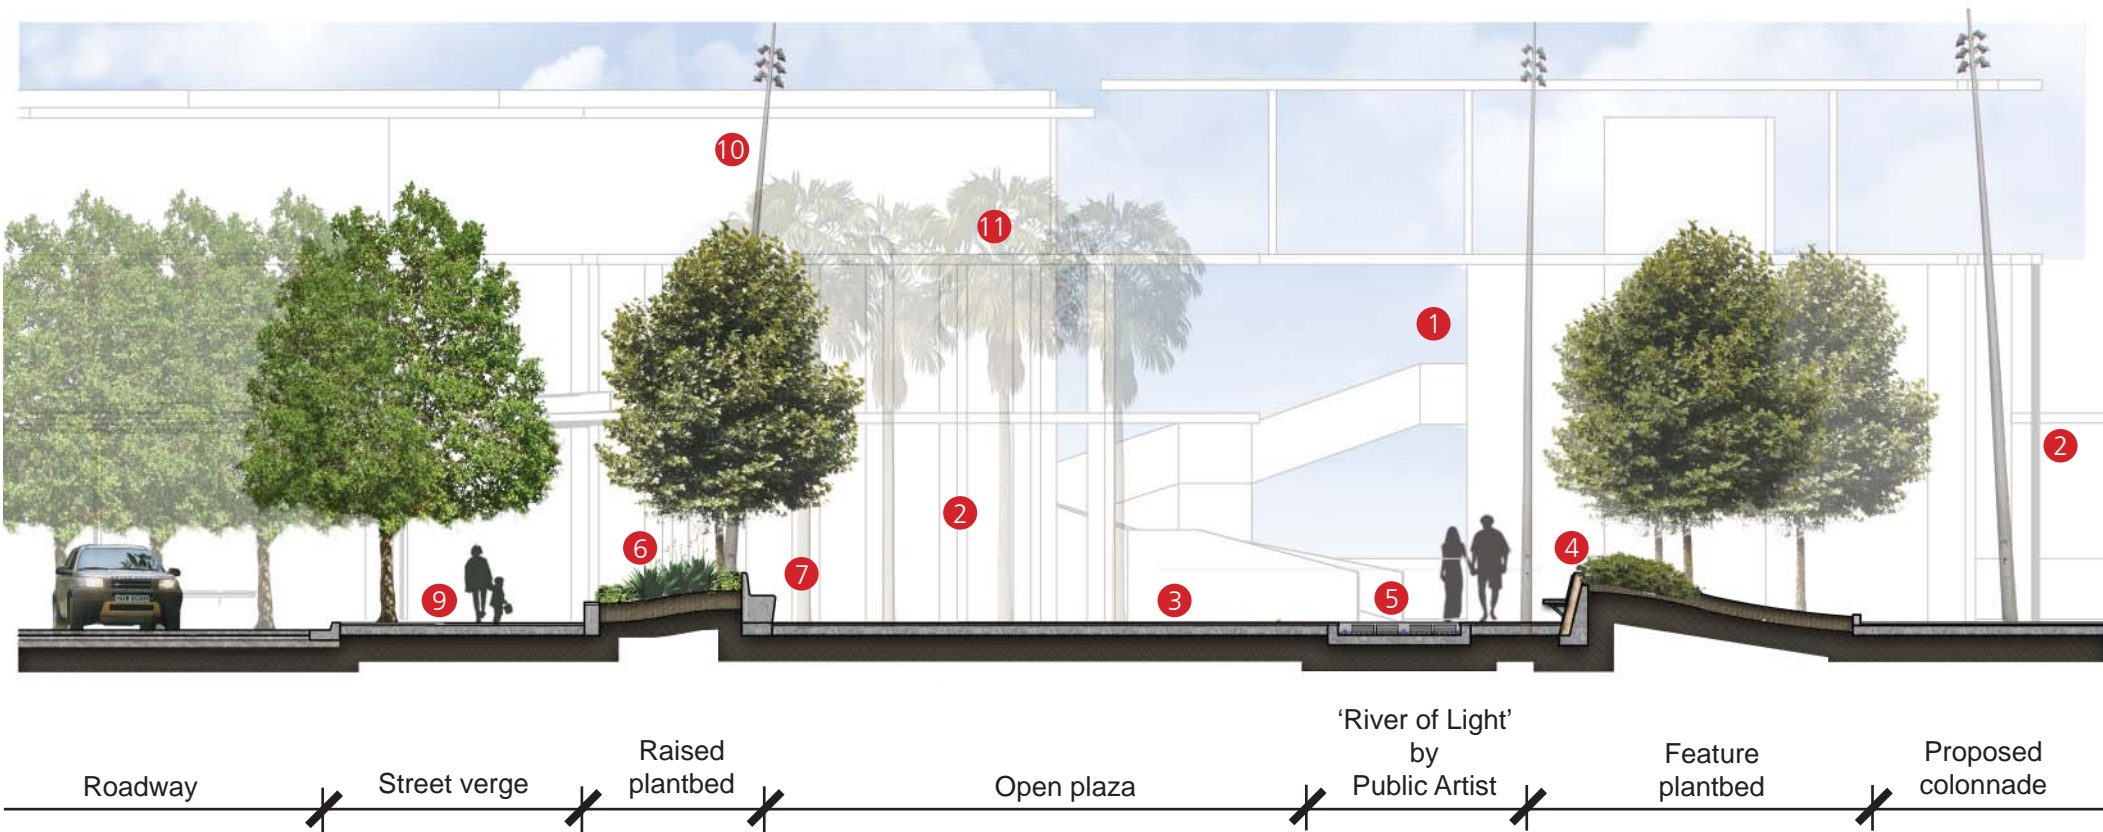 10
11
1
2
2
6
7
4
9
3
5
Roadway
Street verge
Raised
plantbed
Open plaza
‘River of Light’
by
Public Artist
Feature
plantbed
Proposed
colonnade